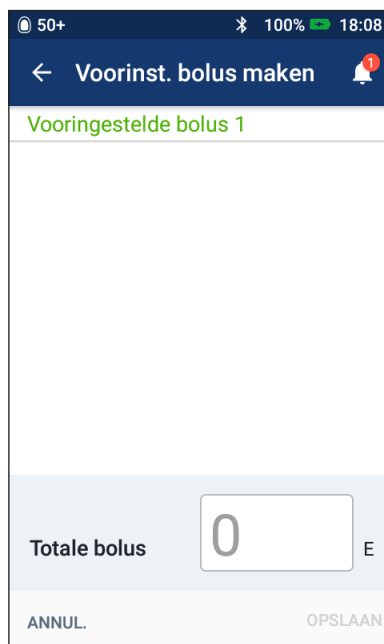 50+ 100% 18:08
Voorinst. bolus maken 1
Vooringestelde bolus 1
Totale bolus 0 E
ANNUL. OPSLAAN